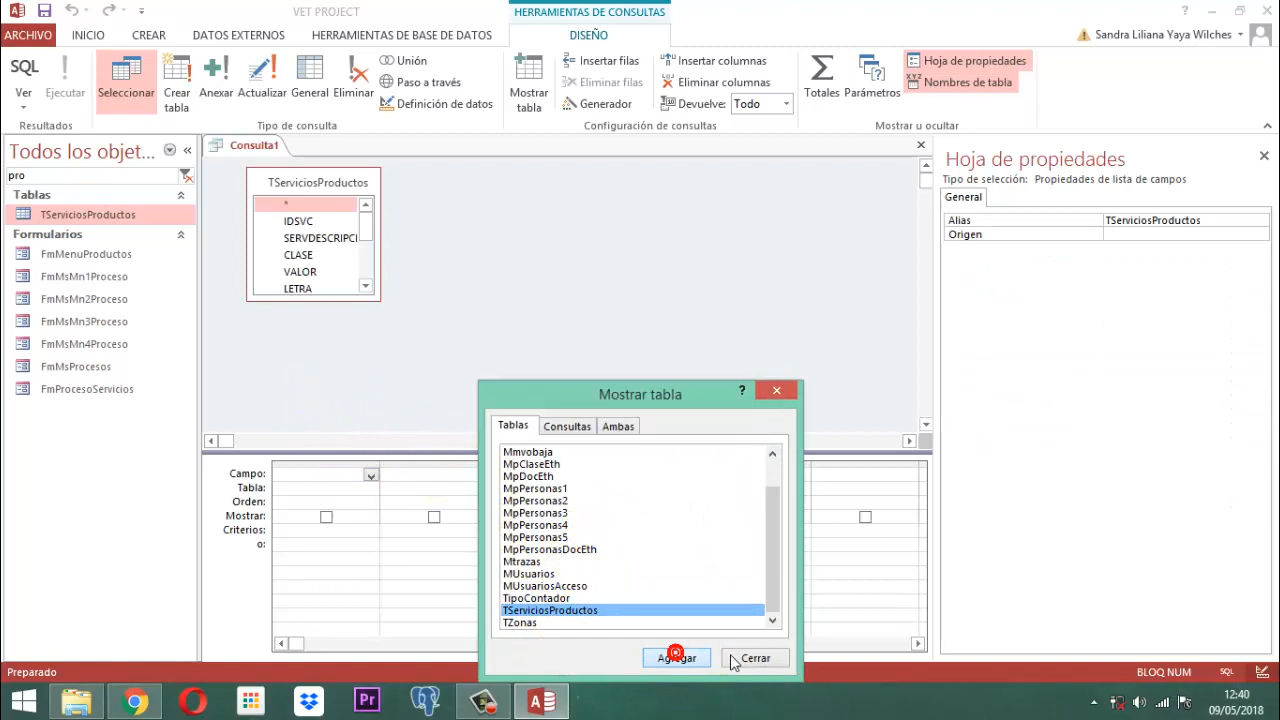 VET PROJECT
HERRAMIENTAS DE CONSULTAS
ARCHIVO INICIO CREAR DATOS EXTERNOS HERRAMIENTAS DE BASE DE DATOS DISEÑO
Sandra Liliana Yaya Wilches
SQL
Ver
Ejecutar
Seleccionar
Crear tabla
Anexar
Actualizar
General
Eliminar
Unión
Paso a través
Definición de datos
Mostrar tabla
Insertar filas
Eliminar filas
Generador
Insertar columnas
Eliminar columnas
Devuelve: Todo
Totales
Parámetros
Hoja de propiedades
XYZ Nombres de tabla
Resultados
Tipo de consulta
Configuración de consultas
Mostrar u ocultar
Todos los objet...
pro
Tablas
TServiciosProductos
Formularios
FmMenuProductos
FmMsMn1Proceso
FmMsMn2Proceso
FmMsMn3Proceso
FmMsMn4Proceso
FmMsProcesos
FmProcesoServicios
Consulta1
TServiciosProductos
*
IDSVC
SERVDESCRIPCI
CLASE
VALOR
LETRA
Campo:
Tabla:
Orden:
Mostrar:
Criterios:
o:
Mostrar tabla
?
Tablas Consultas Ambas
Mmvobaja
MpClaseEth
MpDocEth
MpPersonas1
MpPersonas2
MpPersonas3
MpPersonas4
MpPersonas5
MpPersonasDocEth
Mtrazas
MUsuarios
MUsuariosAcceso
TipoContador
TServiciosProductos
TZonas
Agregar Cerrar
Hoja de propiedades
Tipo de selección: Propiedades de lista de campos
General
Alias TServiciosProductos
Origen
Preparado
BLOQ NUM
SQL
Pr
12:40
09/05/2018